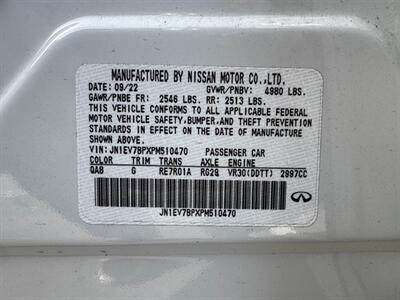 MANUFACTURED BY NISSAN MOTOR CO.,LTD.
DATE: 09/22 GVWR/PNBV: 4980 LBS.
GAWR/PNBE FR: 2546 LBS. RR: 2513 LBS.
THIS VEHICLE CONFORMS TO ALL APPLICABLE FEDERAL
MOTOR VEHICLE SAFETY,BUMPER,AND THEFT PREVENTION
STANDARDS IN EFFECT ON THE DATE OF MANUFACTURE
SHOWN ABOVE.
VIN: JN1EV7BPXPM510470 PASSENGER CAR
COLOR TRIM TRANS AXLE ENGINE
QAB G RE7R01A RG28 VR30(DDTT) 2997CC
JN1EV7BPXPM510470